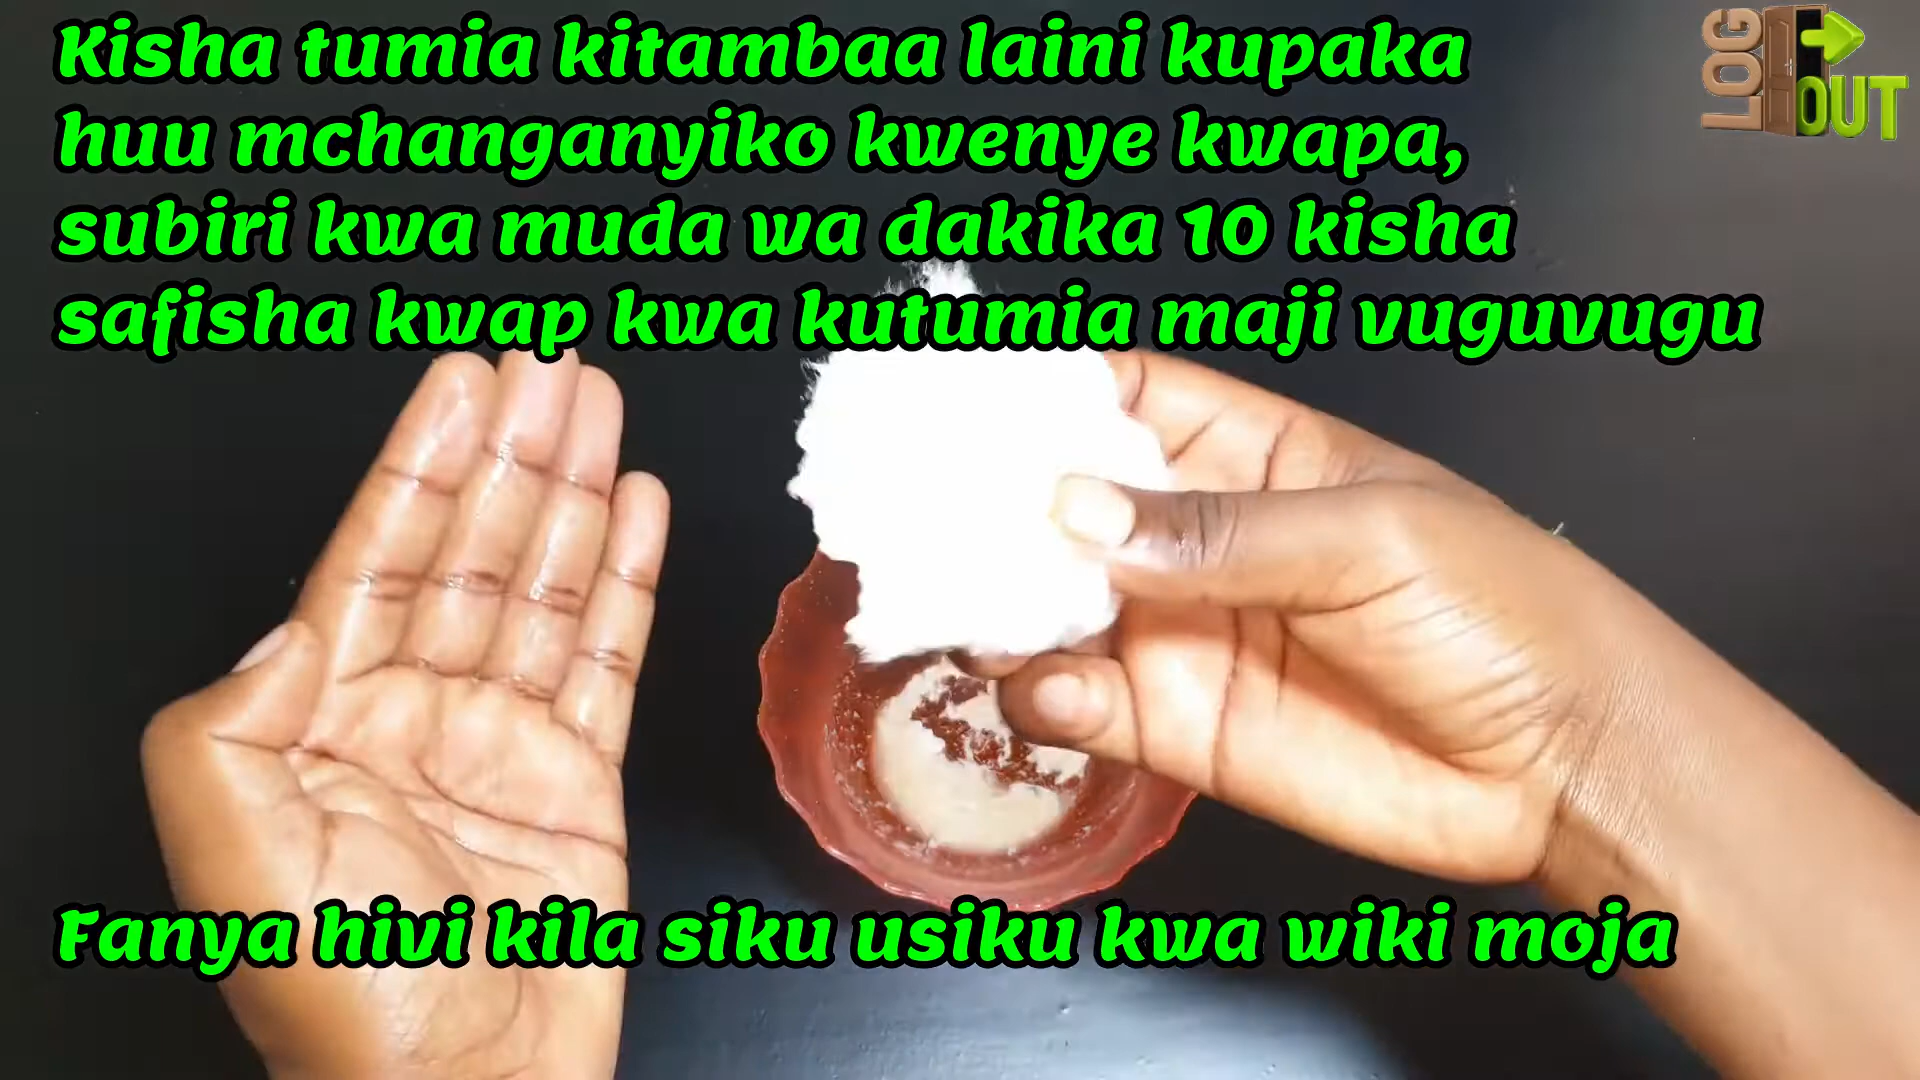 Kisha tumia kitambaa laini kupaka
huu mchanganyiko kwenye kwapa,
subiri kwa muda wa dakika 10 kisha
safisha kwap kwa kutumia maji vuguvugu
Fanya hivi kila siku usiku kwa wiki moja
LOG
OUT